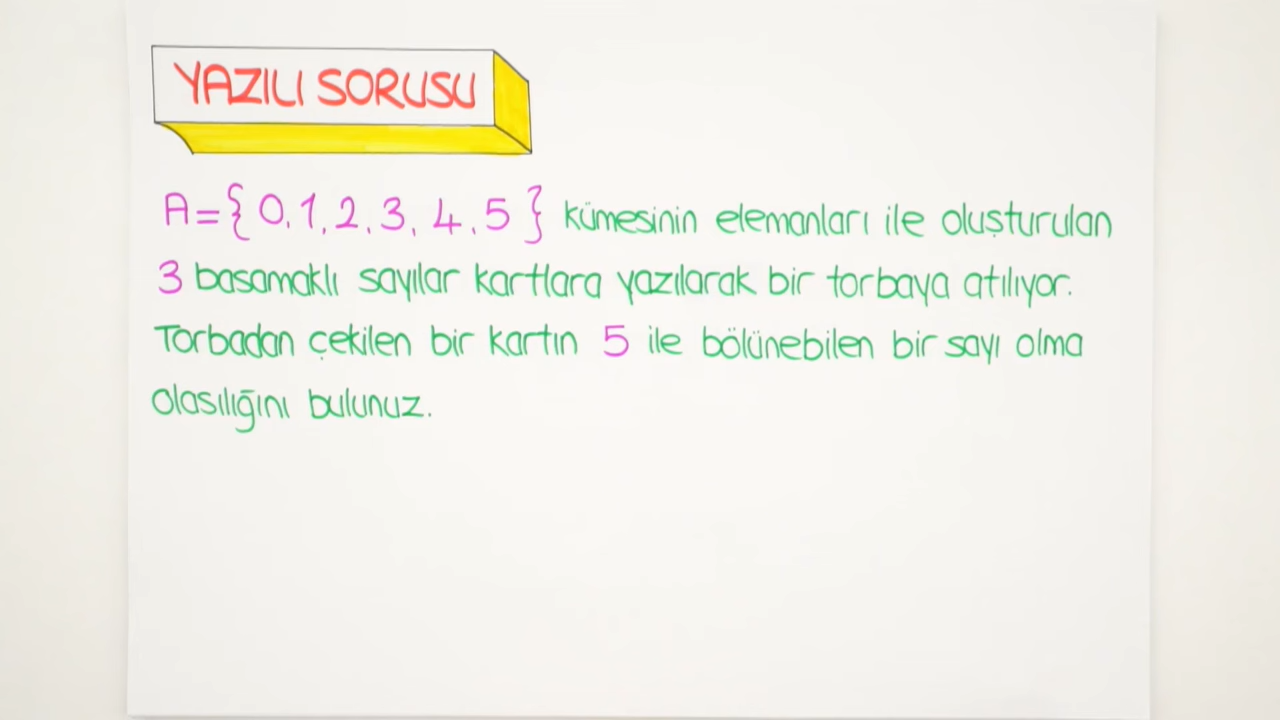 YAZILI SORUSU
A={0,1,2,3,4,5} kümesinin elemanları ile oluşturulan
3 basamaklı sayılar kartlara yazılarak bir torbaya atılıyor.
Torbadan çekilen bir kartın 5 ile bölünebilen bir sayı olma
olasılığını bulunuz.